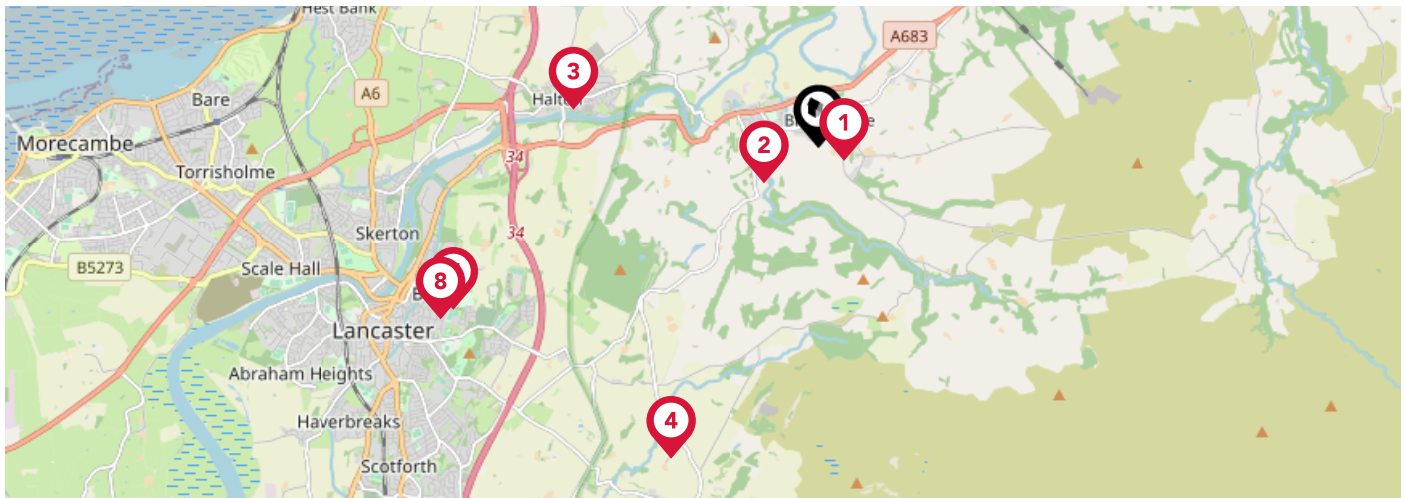 Hest Bank
A683
3
A6
Bare
Halton
1
Morecambe
2
34
Torrisholme
34
Skerton
B5273
Scale Hall
8
Lancaster
Abraham Heights
4
Haverbreaks
Scotforth